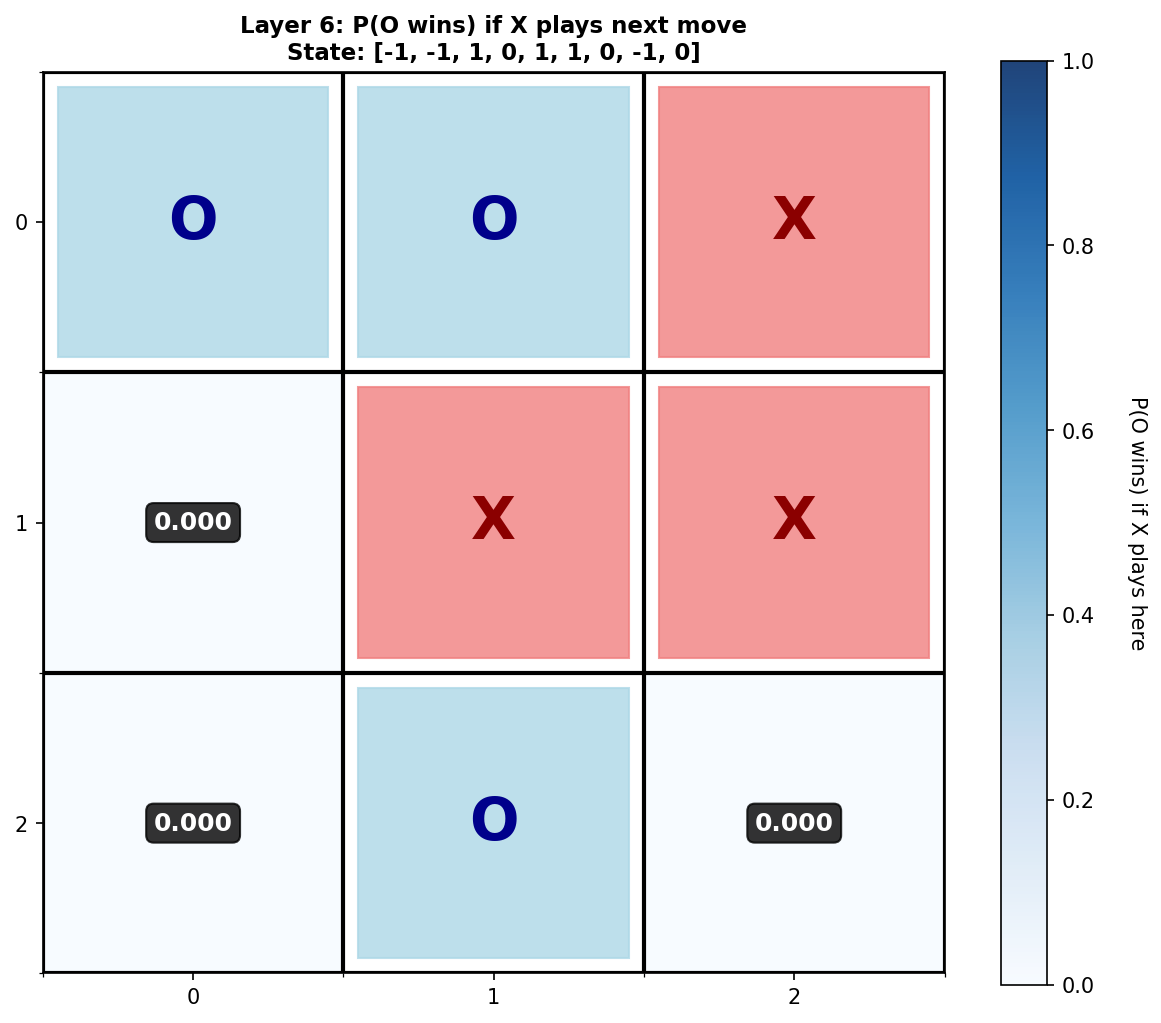 Layer 6: P(O wins) if X plays next move
State: [-1, -1, 1, 0, 1, 1, 0, -1, 0]
0
O
O
X
1
0.000
X
X
2
0.000
O
0.000
0
1
2
1.0
0.8
0.6
0.4
0.2
0.0
P(O wins) if X plays here